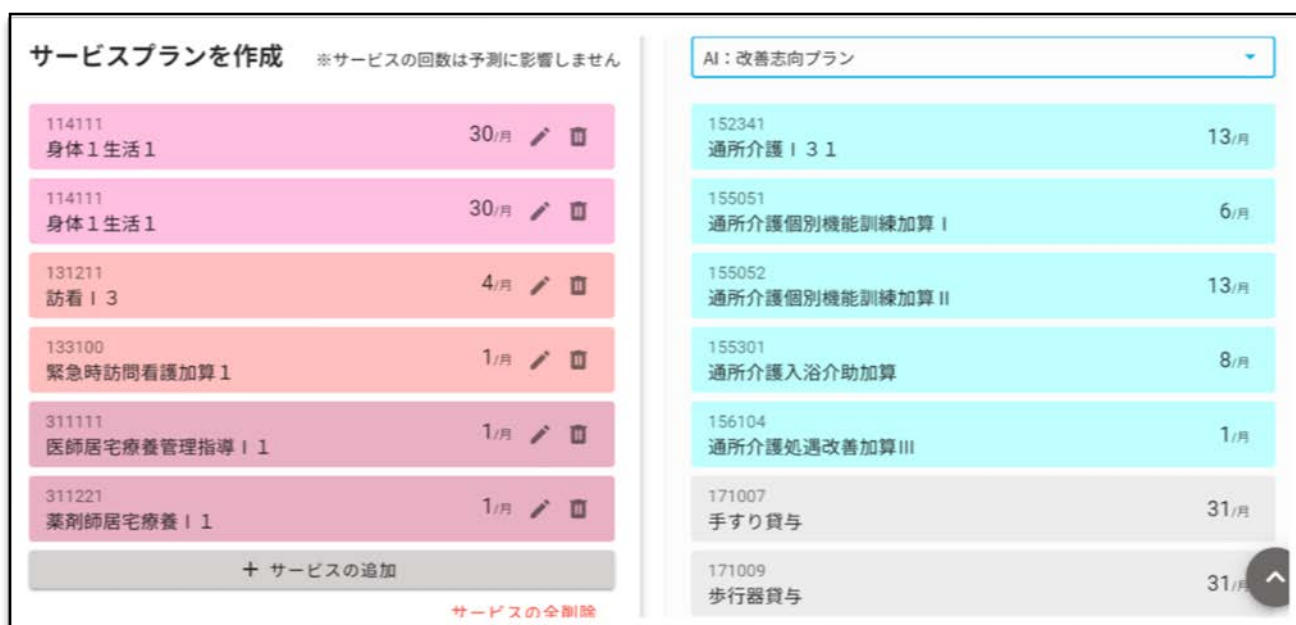 サービスプランを作成 ※サービスの回数は予測に影響しません
114111
身体１生活１
30/月
114111
身体１生活１
30/月
131211
訪看Ｉ３
4/月
133100
緊急時訪問看護加算１
1/月
311111
医師居宅療養管理指導Ｉ１
1/月
311221
薬剤師居宅療養Ｉ１
1/月
+ サービスの追加
サービスの全削除
AI：改善志向プラン
152341
通所介護Ｉ３１
13/月
155051
通所介護個別機能訓練加算Ｉ
6/月
155052
通所介護個別機能訓練加算II
13/月
155301
通所介護入浴介助加算
8/月
156104
通所介護処遇改善加算III
1/月
171007
手すり貸与
31/月
171009
歩行器貸与
31/月